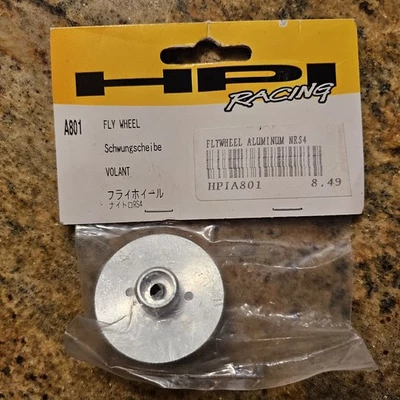 HPI
RACING
A801
FLY WHEEL
Schwungscheibe
VOLANT
フライホイール
ナイトロRS4
FLYWHEEL ALUMINUM NRS4
HPIA801 8.49